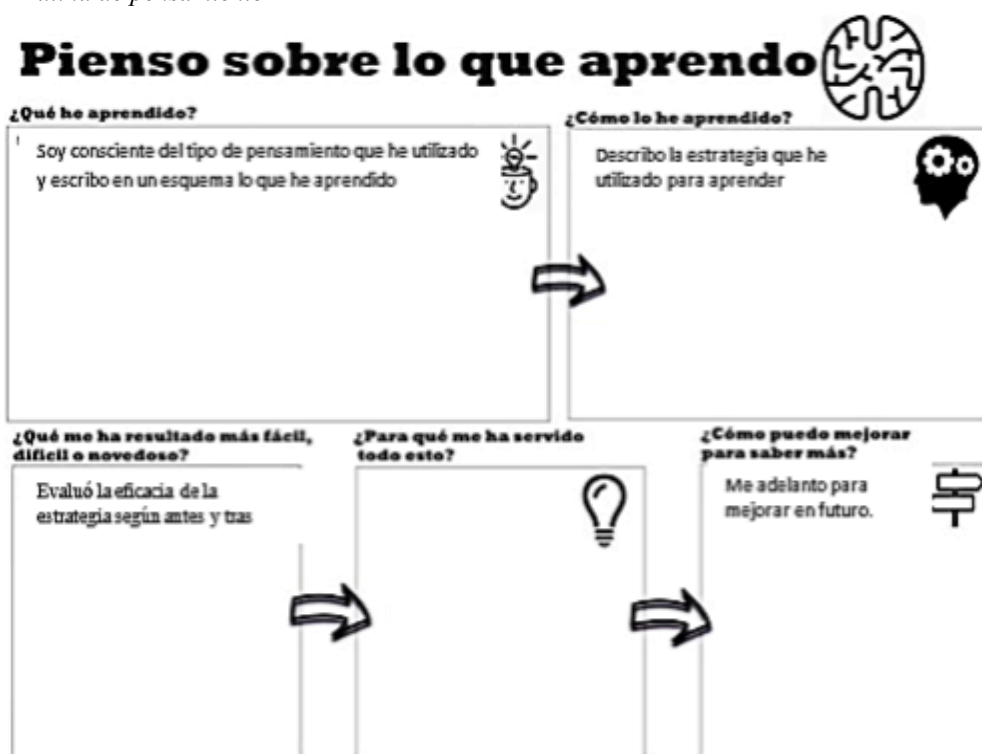 Pienso sobre lo que aprendo
¿Qué he aprendido?
¿Cómo lo he aprendido?
Soy consciente del tipo de pensamiento que he utilizado
y escribo en un esquema lo que he aprendido
Describo la estrategia que he
utilizado para aprender
¿Qué me ha resultado más fácil,
difícil o novedoso?
Evaluó la eficacia de la
estrategia según antes y tras
¿Para qué me ha servido
todo esto?
¿Cómo puedo mejorar
para saber más?
Me adelanto para
mejorar en futuro.